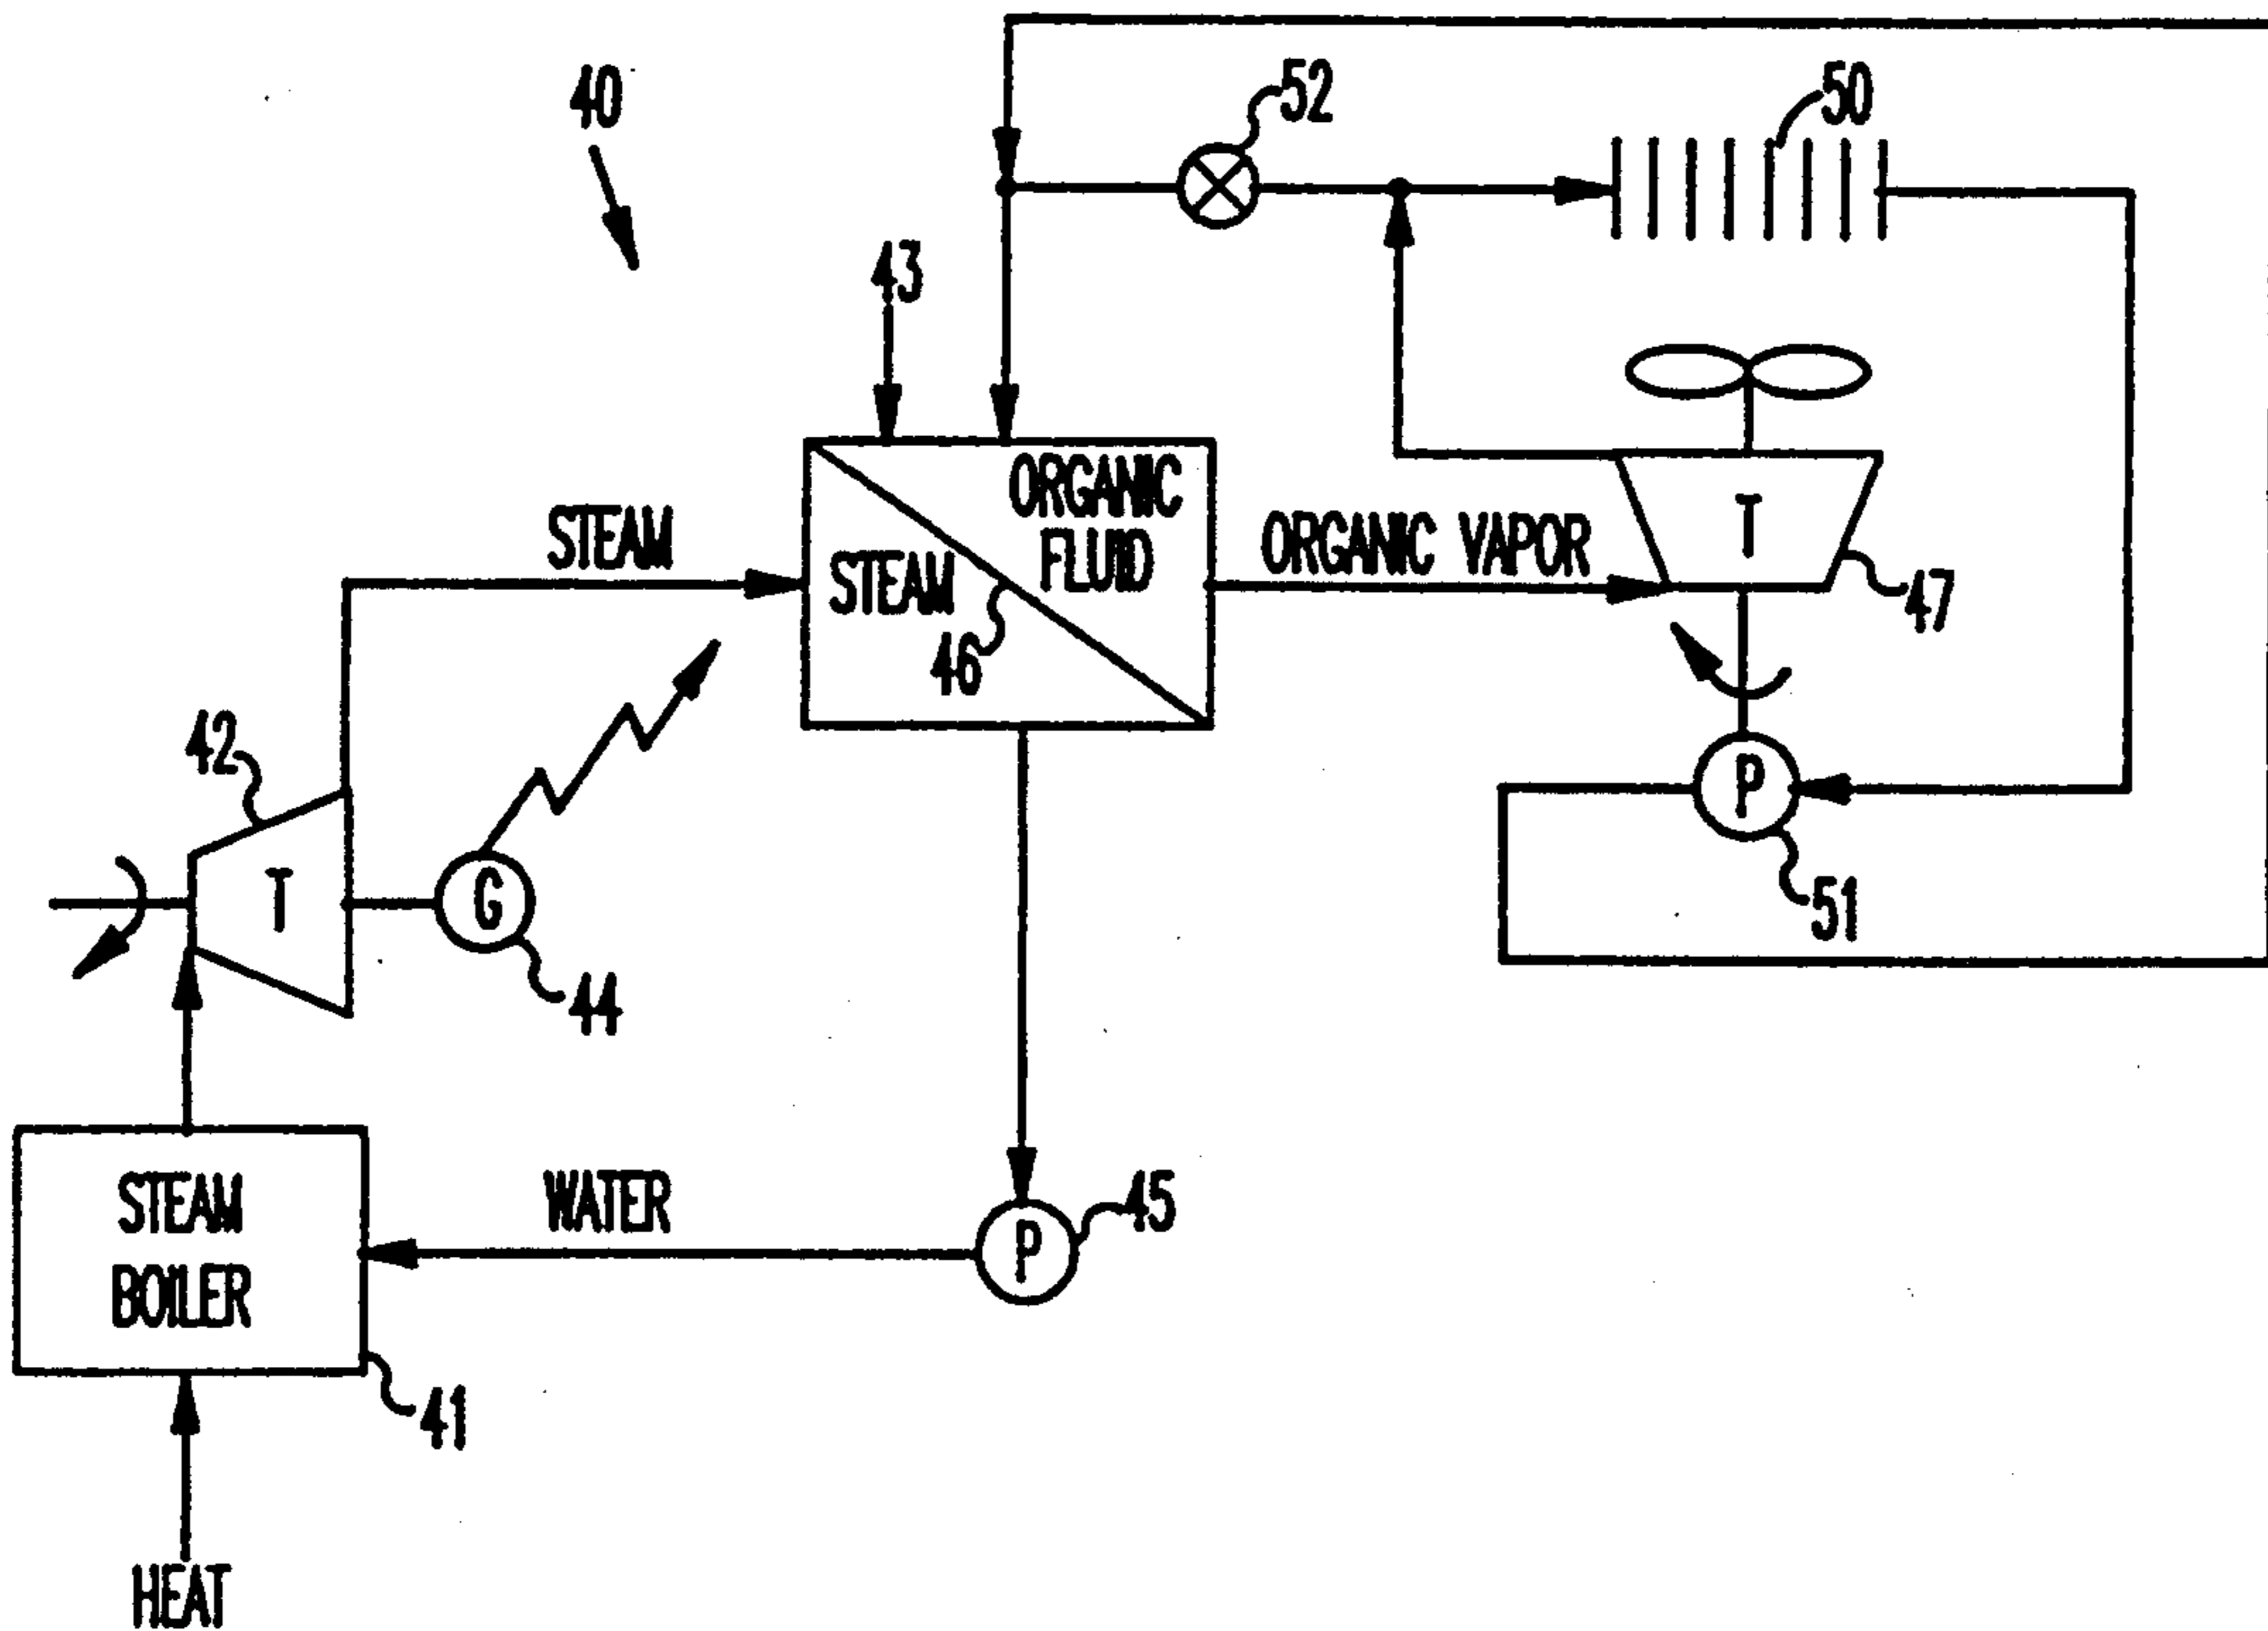 40
52
50
43
ORGANIC
FLUID
STEAM
STEAM
46
ORGANIC VAPOR
T
47
42
T
G
44
P
51
STEAM
BOILER
41
WATER
P
45
HEAT